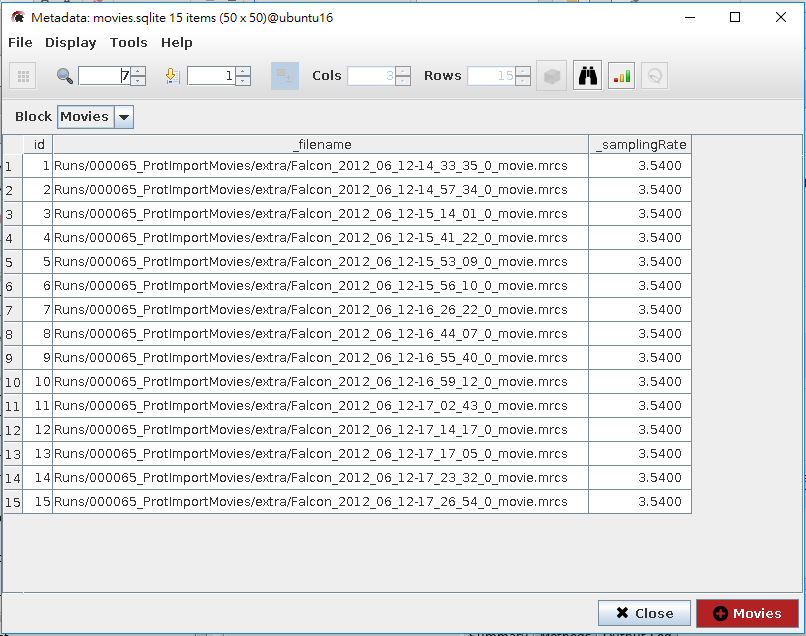 Metadata: movies.sqlite 15 items (50 x 50)@ubuntu16
File Display Tools Help
7 1 Cols 3 Rows 15
Block Movies
id _filename _samplingRate
1 1 Runs/000065_ProtImportMovies/extra/Falcon_2012_06_12-14_33_35_0_movie.mrcs 3.5400
2 2 Runs/000065_ProtImportMovies/extra/Falcon_2012_06_12-14_57_34_0_movie.mrcs 3.5400
3 3 Runs/000065_ProtImportMovies/extra/Falcon_2012_06_12-15_14_01_0_movie.mrcs 3.5400
4 4 Runs/000065_ProtImportMovies/extra/Falcon_2012_06_12-15_41_22_0_movie.mrcs 3.5400
5 5 Runs/000065_ProtImportMovies/extra/Falcon_2012_06_12-15_53_09_0_movie.mrcs 3.5400
6 6 Runs/000065_ProtImportMovies/extra/Falcon_2012_06_12-15_56_10_0_movie.mrcs 3.5400
7 7 Runs/000065_ProtImportMovies/extra/Falcon_2012_06_12-16_26_22_0_movie.mrcs 3.5400
8 8 Runs/000065_ProtImportMovies/extra/Falcon_2012_06_12-16_44_07_0_movie.mrcs 3.5400
9 9 Runs/000065_ProtImportMovies/extra/Falcon_2012_06_12-16_55_40_0_movie.mrcs 3.5400
10 10 Runs/000065_ProtImportMovies/extra/Falcon_2012_06_12-16_59_12_0_movie.mrcs 3.5400
11 11 Runs/000065_ProtImportMovies/extra/Falcon_2012_06_12-17_02_43_0_movie.mrcs 3.5400
12 12 Runs/000065_ProtImportMovies/extra/Falcon_2012_06_12-17_14_17_0_movie.mrcs 3.5400
13 13 Runs/000065_ProtImportMovies/extra/Falcon_2012_06_12-17_17_05_0_movie.mrcs 3.5400
14 14 Runs/000065_ProtImportMovies/extra/Falcon_2012_06_12-17_23_32_0_movie.mrcs 3.5400
15 15 Runs/000065_ProtImportMovies/extra/Falcon_2012_06_12-17_26_54_0_movie.mrcs 3.5400
Close Movies